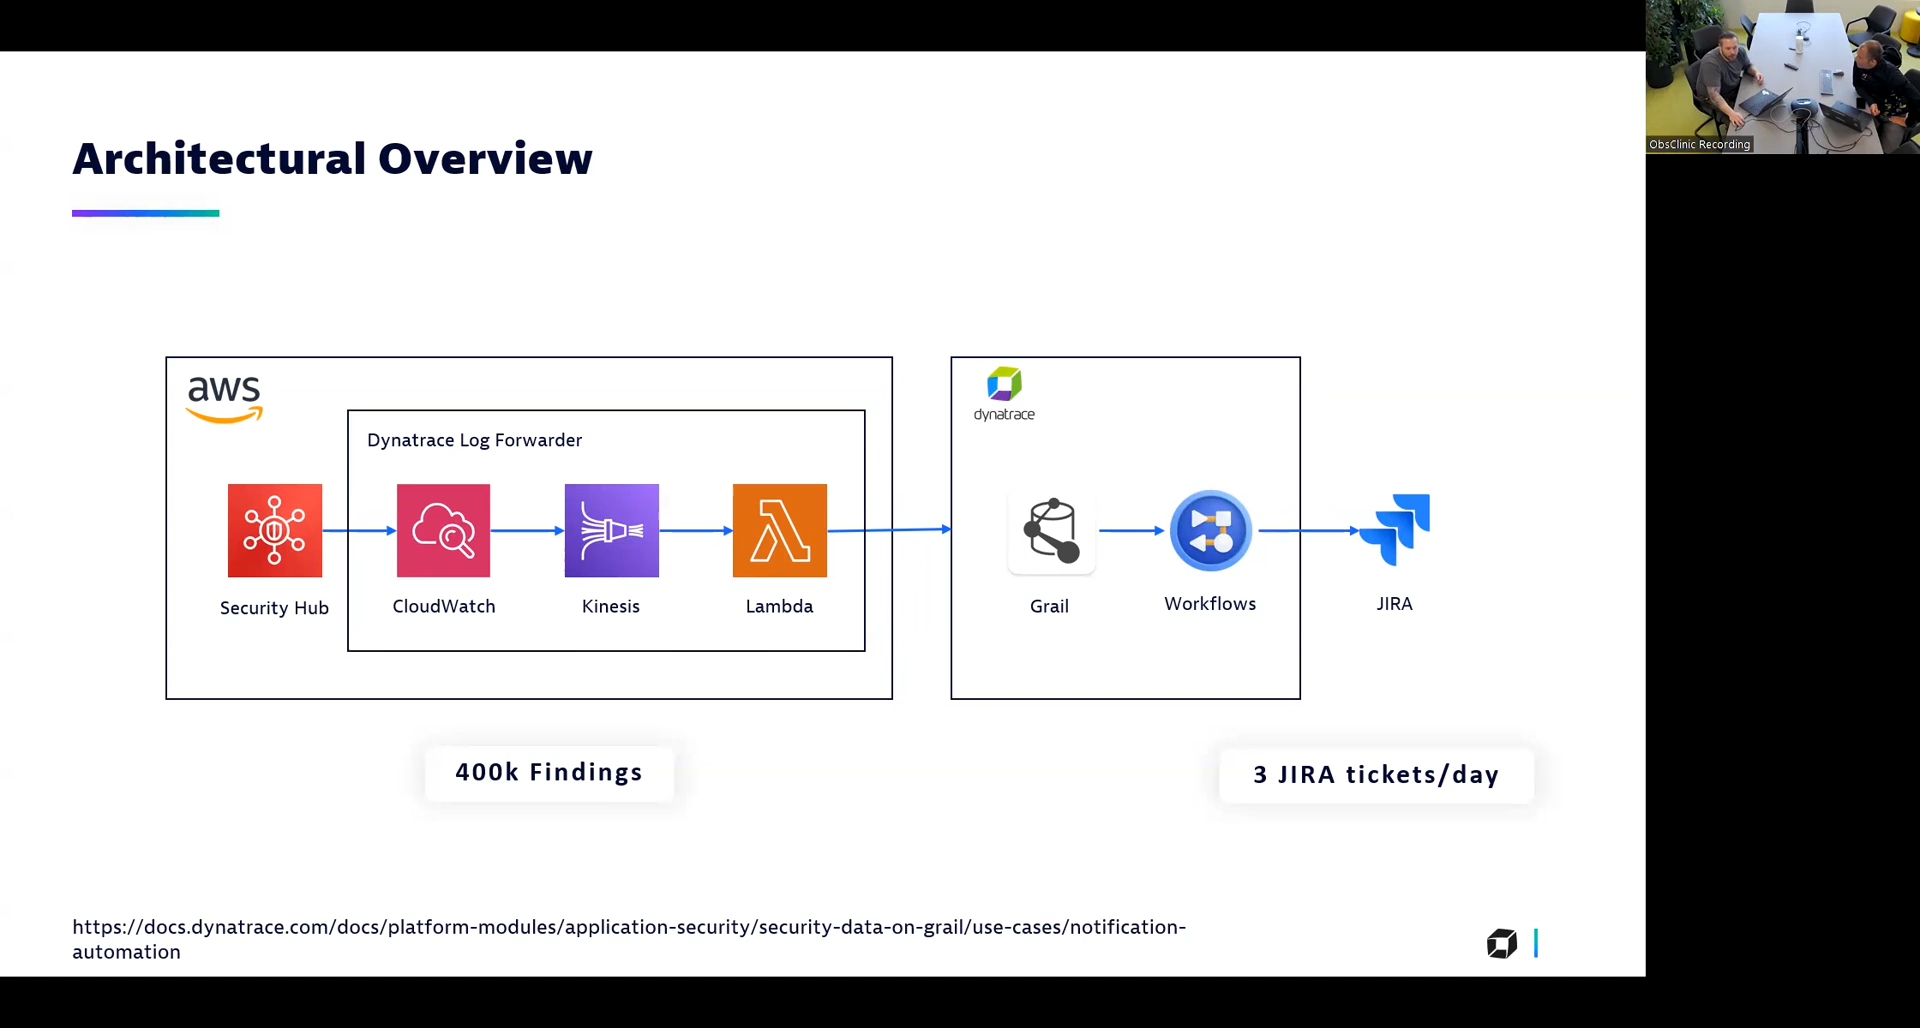 ObsClinic Recording
Architectural Overview
aws
Dynatrace Log Forwarder
Security Hub
CloudWatch
Kinesis
Lambda
dynatrace
Grail
Workflows
JIRA
400k Findings
3 JIRA tickets/day
https://docs.dynatrace.com/docs/platform-modules/application-security/security-data-on-grail/use-cases/notification-
automation